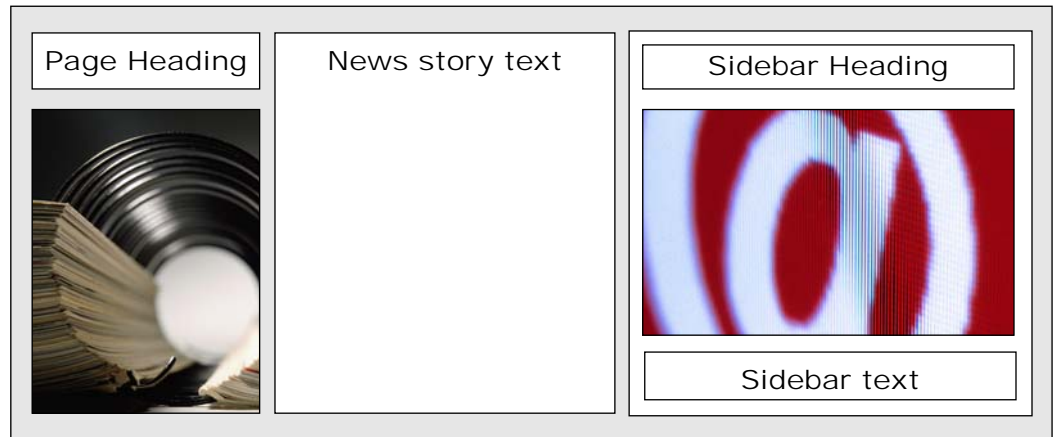 Page Heading
News story text
Sidebar Heading
Sidebar text